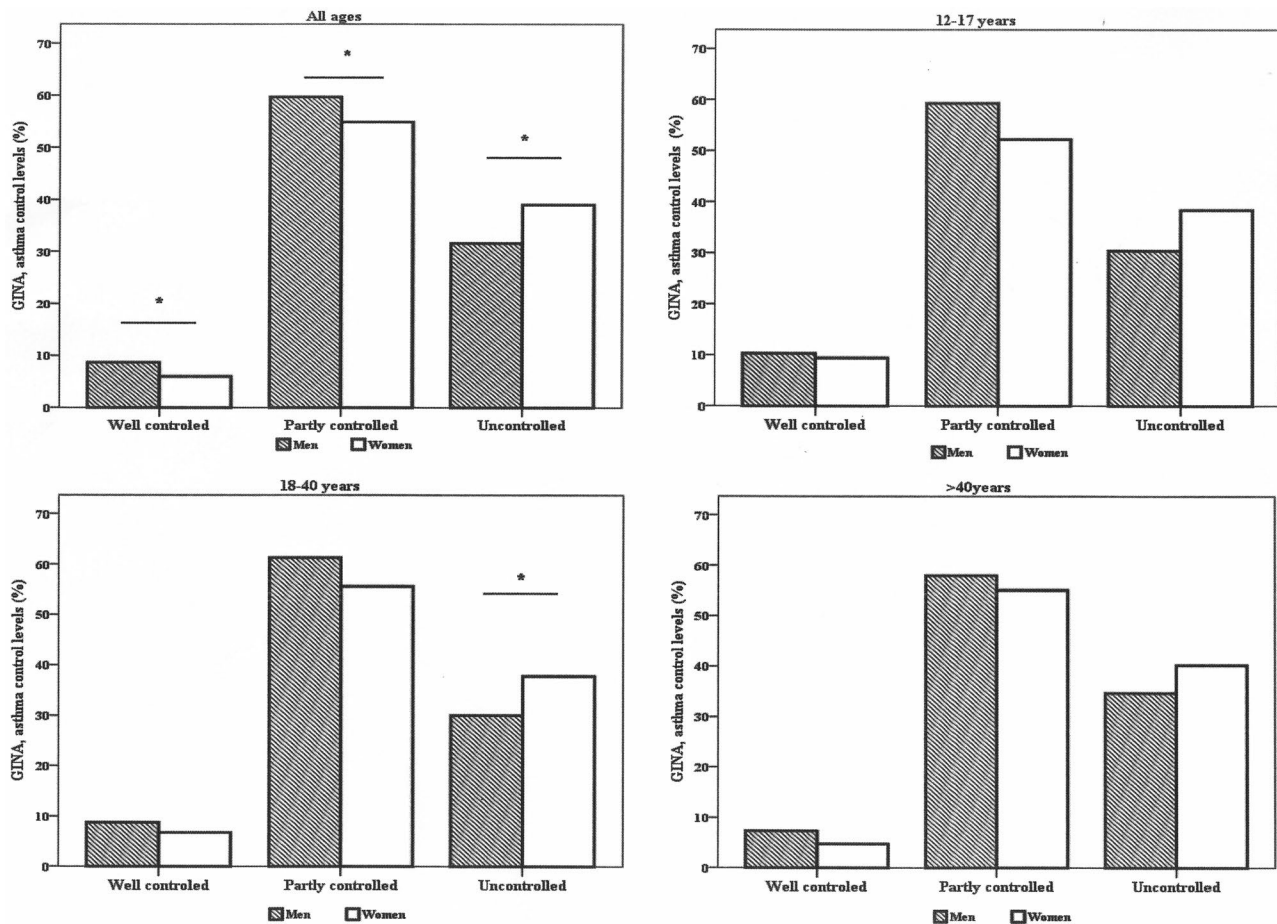 All ages
GINA, asthma control levels (%)
70
60
50
40
30
20
10
0
*
*
*
Well controled
Partly controlled
Uncontrolled
Men
Women
12-17 years
GINA, asthma control levels (%)
70
60
50
40
30
20
10
0
Well controled
Partly controlled
Uncontrolled
Men
Women
18-40 years
GINA, asthma control levels (%)
70
60
50
40
30
20
10
0
*
Well controled
Partly controlled
Uncontrolled
Men
Women
>40years
GINA, asthma control levels (%)
70
60
50
40
30
20
10
0
Well controled
Partly controlled
Uncontrolled
Men
Women